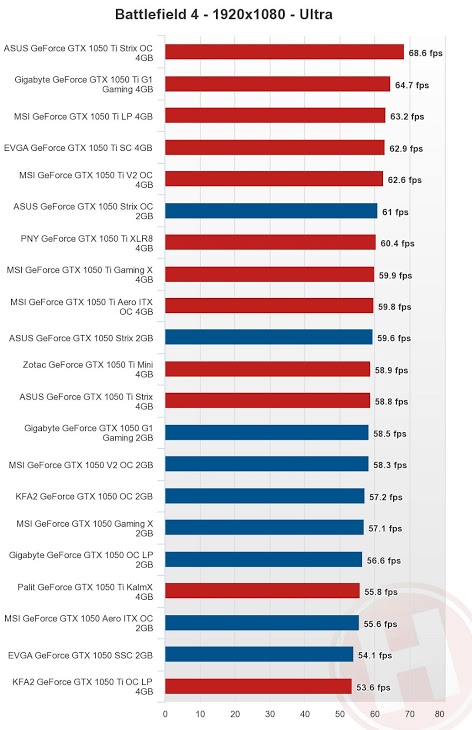 Battlefield 4 - 1920x1080 - Ultra
ASUS GeForce GTX 1050 Ti Strix OC
4GB
68.6 fps
Gigabyte GeForce GTX 1050 Ti G1
Gaming 4GB
64.7 fps
MSI GeForce GTX 1050 Ti LP 4GB
63.2 fps
EVGA GeForce GTX 1050 Ti SC 4GB
62.9 fps
MSI GeForce GTX 1050 Ti V2 OC
4GB
62.6 fps
ASUS GeForce GTX 1050 Strix OC
2GB
61 fps
PNY GeForce GTX 1050 Ti XLR8
4GB
60.4 fps
MSI GeForce GTX 1050 Ti Gaming X
4GB
59.9 fps
MSI GeForce GTX 1050 Ti Aero ITX
OC 4GB
59.8 fps
ASUS GeForce GTX 1050 Strix 2GB
59.6 fps
Zotac GeForce GTX 1050 Ti Mini
4GB
58.9 fps
ASUS GeForce GTX 1050 Ti Strix
4GB
58.8 fps
Gigabyte GeForce GTX 1050 G1
Gaming 2GB
58.5 fps
MSI GeForce GTX 1050 V2 OC 2GB
58.3 fps
KFA2 GeForce GTX 1050 OC 2GB
57.2 fps
MSI GeForce GTX 1050 Gaming X
2GB
57.1 fps
Gigabyte GeForce GTX 1050 OC LP
2GB
56.6 fps
Palit GeForce GTX 1050 Ti KalmX
4GB
55.8 fps
MSI GeForce GTX 1050 Aero ITX OC
2GB
55.6 fps
EVGA GeForce GTX 1050 SSC 2GB
54.1 fps
KFA2 GeForce GTX 1050 Ti OC LP
4GB
53.6 fps
0 10 20 30 40 50 60 70 80
H